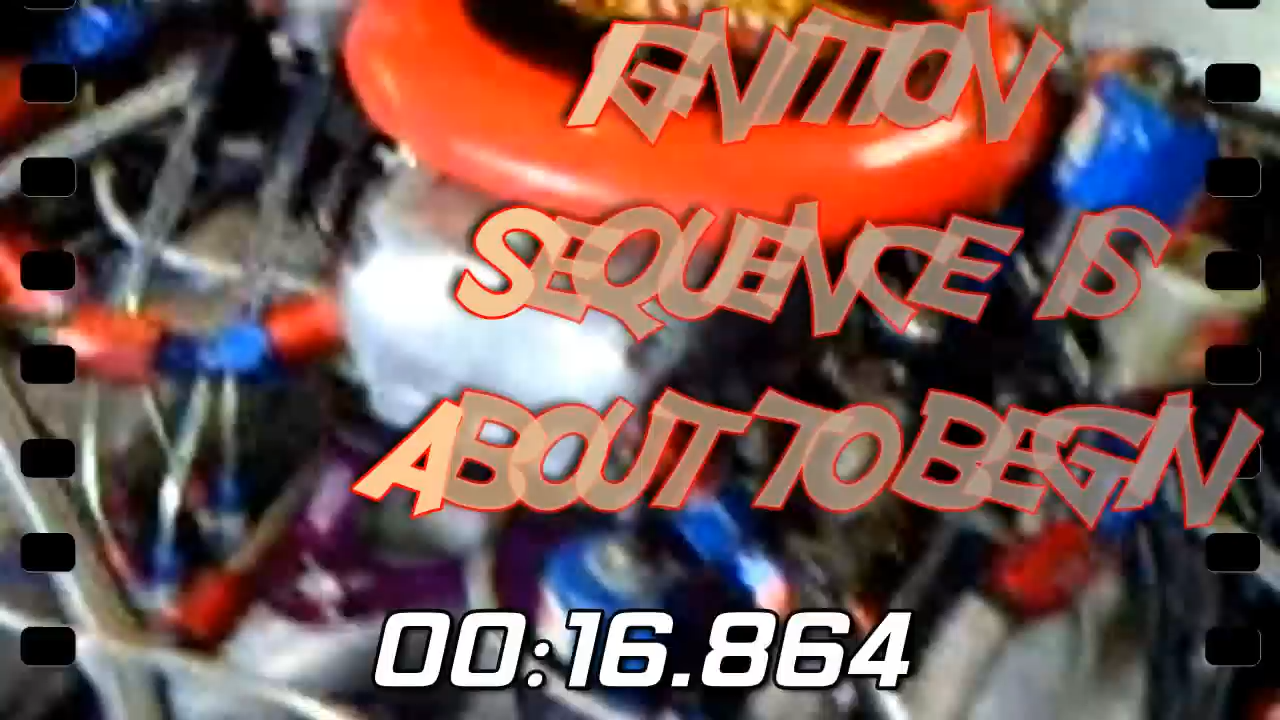 IGNITION
SEQUENCE IS
ABOUT TO BEGIN
00:16.864